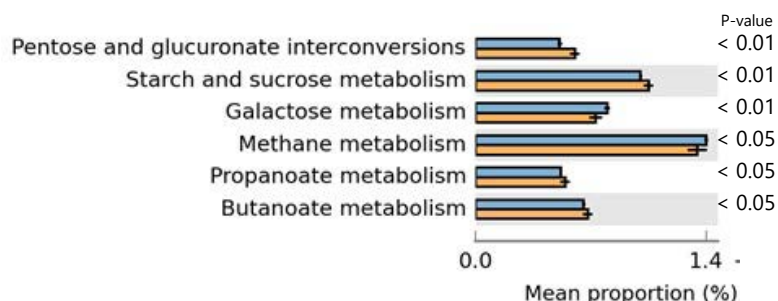 P-value
Pentose and glucuronate interconversions < 0.01
Starch and sucrose metabolism < 0.01
Galactose metabolism < 0.01
Methane metabolism < 0.05
Propanoate metabolism < 0.05
Butanoate metabolism < 0.05
0.0 1.4 -
Mean proportion (%)